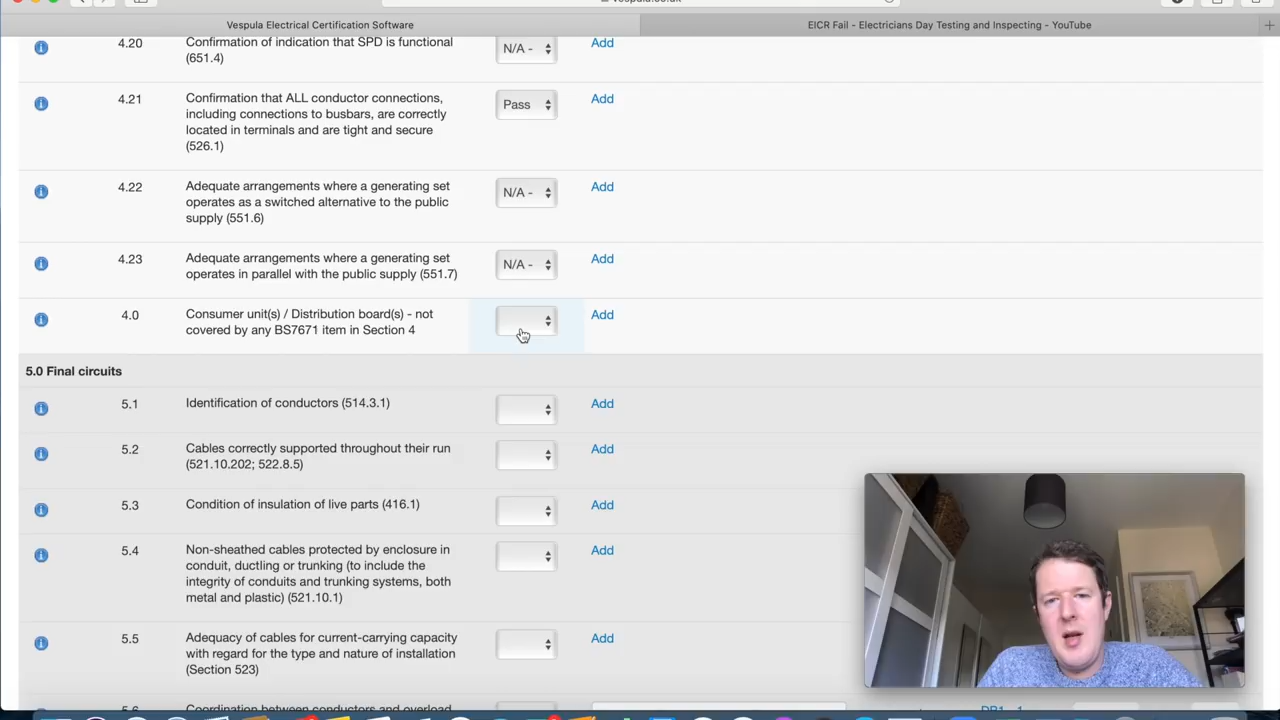 Vespula Electrical Certification Software
EICR Fail - Electricians Day Testing and Inspecting - YouTube
4.20
Confirmation of indication that SPD is functional
(651.4)
N/A -
Add
4.21
Confirmation that ALL conductor connections,
including connections to busbars, are correctly
located in terminals and are tight and secure
(526.1)
Pass
Add
4.22
Adequate arrangements where a generating set
operates as a switched alternative to the public
supply (551.6)
N/A -
Add
4.23
Adequate arrangements where a generating set
operates in parallel with the public supply (551.7)
N/A -
Add
4.0
Consumer unit(s) / Distribution board(s) - not
covered by any BS7671 item in Section 4
Add
5.0 Final circuits
5.1
Identification of conductors (514.3.1)
Add
5.2
Cables correctly supported throughout their run
(521.10.202; 522.8.5)
Add
5.3
Condition of insulation of live parts (416.1)
Add
5.4
Non-sheathed cables protected by enclosure in
conduit, ductling or trunking (to include the
integrity of conduits and trunking systems, both
metal and plastic) (521.10.1)
Add
5.5
Adequacy of cables for current-carrying capacity
with regard for the type and nature of installation
(Section 523)
Add
Coordination between conductors and overload